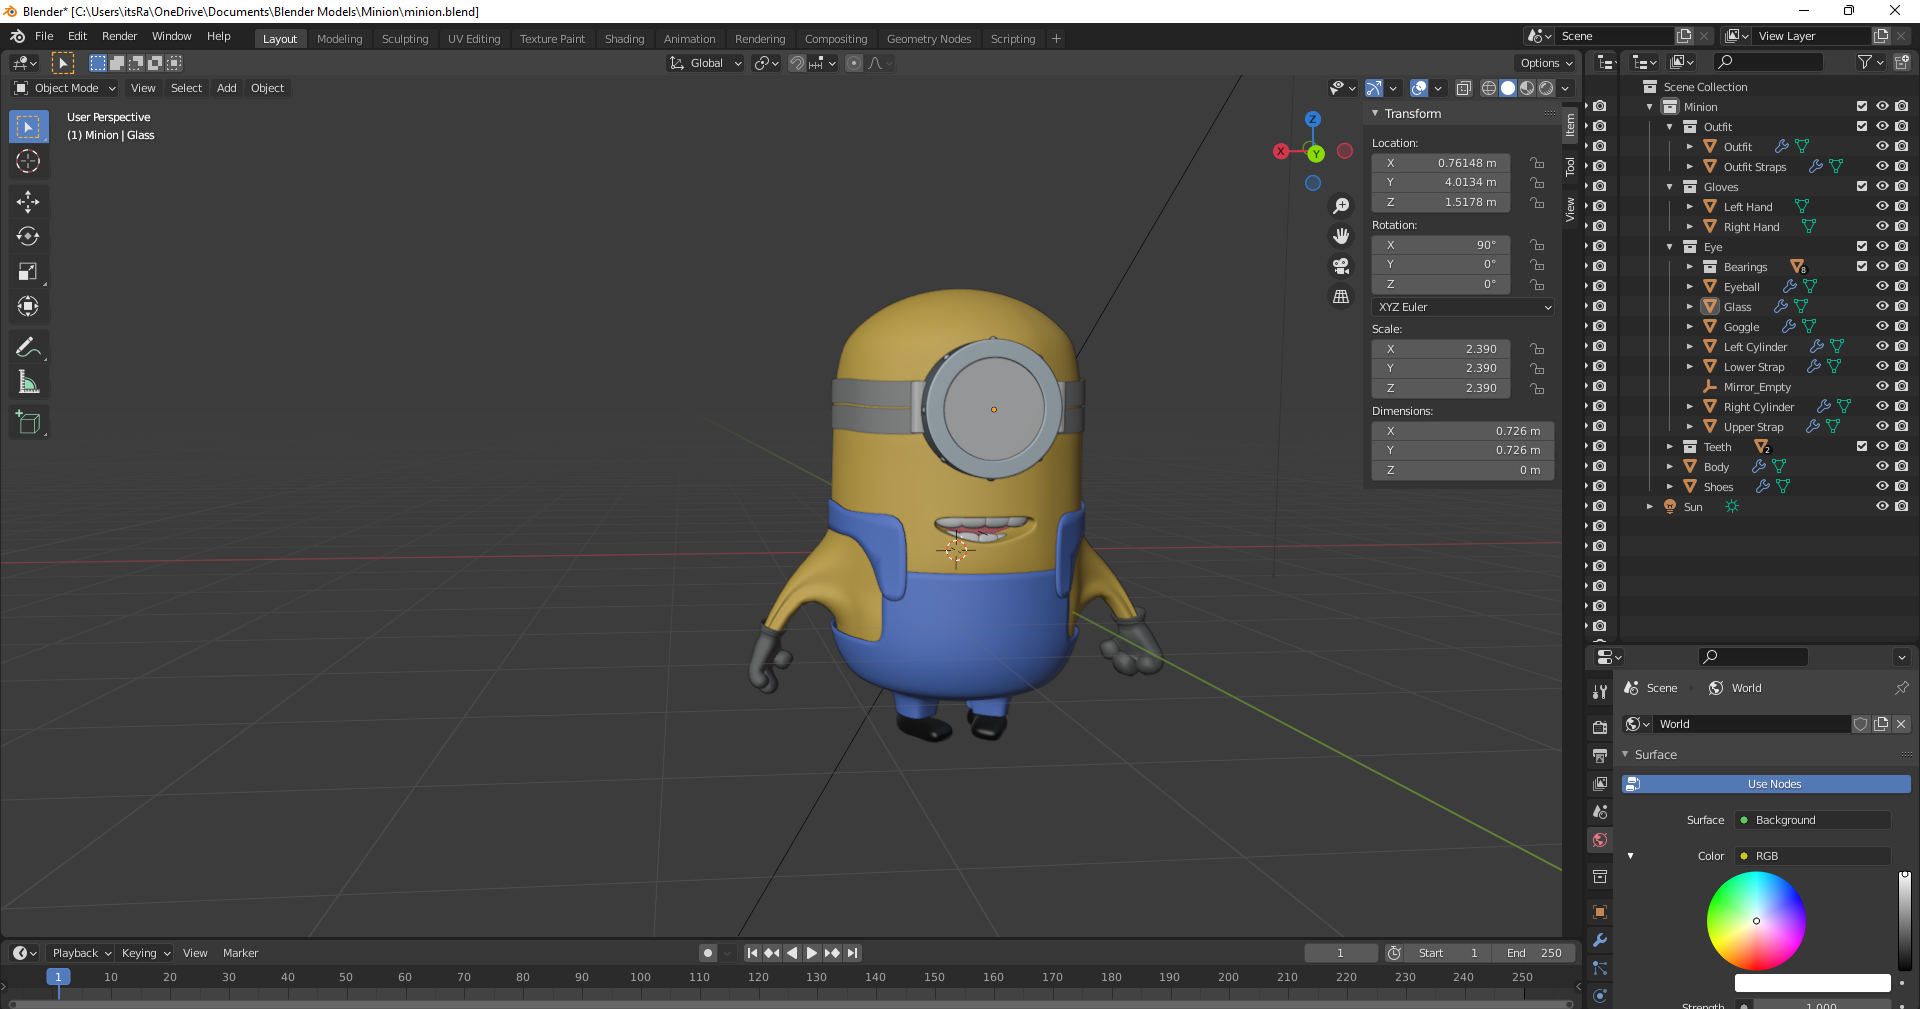 Blender* [C:\Users\itsRa\OneDrive\Documents\Blender Models\Minion\minion.blend]
File Edit Render Window Help Layout Modeling Sculpting UV Editing Texture Paint Shading Animation Rendering Compositing Geometry Nodes Scripting + Scene View Layer
Global Options
Object Mode View Select Add Object
User Perspective
(1) Minion | Glass
Z
X
Y
Item
Tool
View
Transform
Location:
X 0.76148 m
Y 4.0134 m
Z 1.5178 m
Rotation:
X 90°
Y 0°
Z 0°
XYZ Euler
Scale:
X 2.390
Y 2.390
Z 2.390
Dimensions:
X 0.726 m
Y 0.726 m
Z 0 m
Scene Collection
Minion
Outfit
Outfit
Outfit Straps
Gloves
Left Hand
Right Hand
Eye
Bearings 8
Eyeball
Glass
Goggle
Left Cylinder
Lower Strap
Mirror_Empty
Right Cylinder
Upper Strap
Teeth 2
Body
Shoes
Sun
Scene World
World
Surface
Use Nodes
Surface Background
Color RGB
Strength 1.000
Playback Keying View Marker 1 Start 1 End 250
1 10 20 30 40 50 60 70 80 90 100 110 120 130 140 150 160 170 180 190 200 210 220 230 240 250